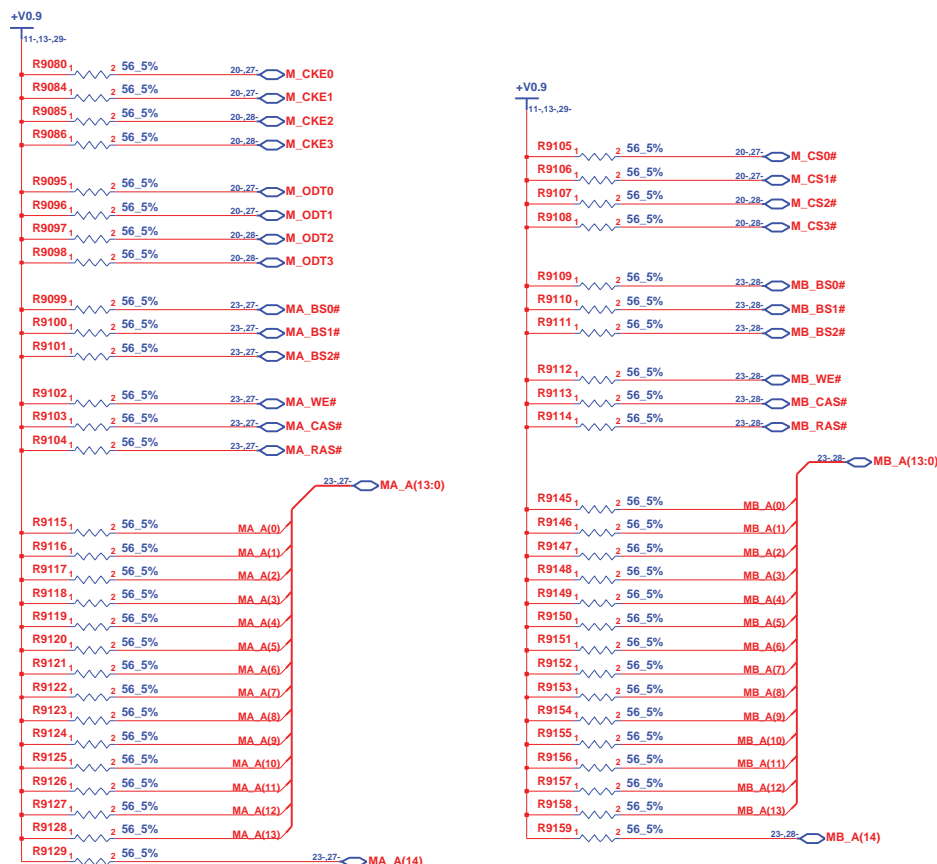 +V0.9
11-,13-,29-
R9080 1 2 56_5% 20-,27- M_CKE0
R9084 1 2 56_5% 20-,27- M_CKE1
R9085 1 2 56_5% 20-,28- M_CKE2
R9086 1 2 56_5% 20-,28- M_CKE3
R9095 1 2 56_5% 20-,27- M_ODT0
R9096 1 2 56_5% 20-,27- M_ODT1
R9097 1 2 56_5% 20-,28- M_ODT2
R9098 1 2 56_5% 20-,28- M_ODT3
R9099 1 2 56_5% 23-,27- MA_BS0#
R9100 1 2 56_5% 23-,27- MA_BS1#
R9101 1 2 56_5% 23-,27- MA_BS2#
R9102 1 2 56_5% 23-,27- MA_WE#
R9103 1 2 56_5% 23-,27- MA_CAS#
R9104 1 2 56_5% 23-,27- MA_RAS#
23-,27- MA_A(13:0)
R9115 1 2 56_5% MA_A(0)
R9116 1 2 56_5% MA_A(1)
R9117 1 2 56_5% MA_A(2)
R9118 1 2 56_5% MA_A(3)
R9119 1 2 56_5% MA_A(4)
R9120 1 2 56_5% MA_A(5)
R9121 1 2 56_5% MA_A(6)
R9122 1 2 56_5% MA_A(7)
R9123 1 2 56_5% MA_A(8)
R9124 1 2 56_5% MA_A(9)
R9125 1 2 56_5% MA_A(10)
R9126 1 2 56_5% MA_A(11)
R9127 1 2 56_5% MA_A(12)
R9128 1 2 56_5% MA_A(13)
R9129 1 2 56_5% 23-,27- MA_A(14)
+V0.9
11-,13-,29-
R9105 1 2 56_5% 20-,27- M_CS0#
R9106 1 2 56_5% 20-,27- M_CS1#
R9107 1 2 56_5% 20-,28- M_CS2#
R9108 1 2 56_5% 20-,28- M_CS3#
R9109 1 2 56_5% 23-,28- MB_BS0#
R9110 1 2 56_5% 23-,28- MB_BS1#
R9111 1 2 56_5% 23-,28- MB_BS2#
R9112 1 2 56_5% 23-,28- MB_WE#
R9113 1 2 56_5% 23-,28- MB_CAS#
R9114 1 2 56_5% 23-,28- MB_RAS#
23-,28- MB_A(13:0)
R9145 1 2 56_5% MB_A(0)
R9146 1 2 56_5% MB_A(1)
R9147 1 2 56_5% MB_A(2)
R9148 1 2 56_5% MB_A(3)
R9149 1 2 56_5% MB_A(4)
R9150 1 2 56_5% MB_A(5)
R9151 1 2 56_5% MB_A(6)
R9152 1 2 56_5% MB_A(7)
R9153 1 2 56_5% MB_A(8)
R9154 1 2 56_5% MB_A(9)
R9155 1 2 56_5% MB_A(10)
R9156 1 2 56_5% MB_A(11)
R9157 1 2 56_5% MB_A(12)
R9158 1 2 56_5% MB_A(13)
R9159 1 2 56_5% 23-,28- MB_A(14)